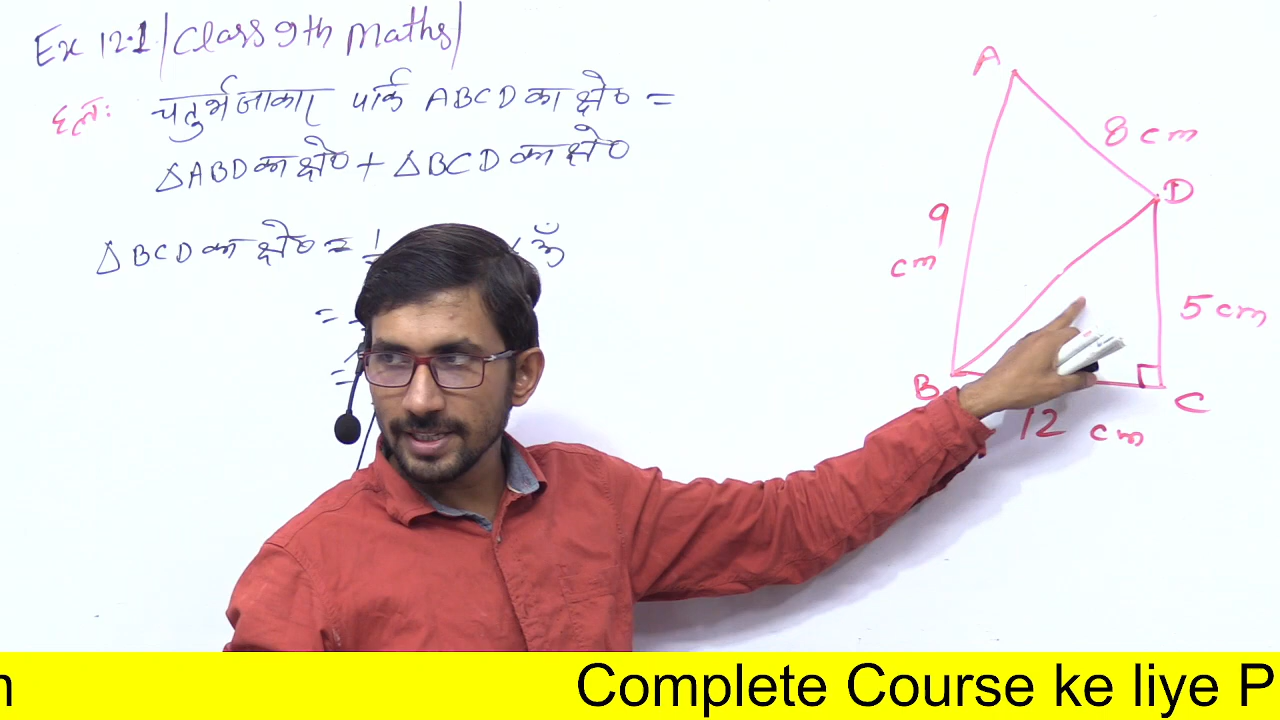 Ex 12.1 / Class 9th Maths /
हलः चतुर्भुजाकार पार्क ABCD का क्षे० =
△ABD का क्षे० + △BCD का क्षे०
△BCD का क्षे० =
=
=
A
8 cm
D
9
cm
5 cm
B
C
12 cm
Complete Course ke liye P